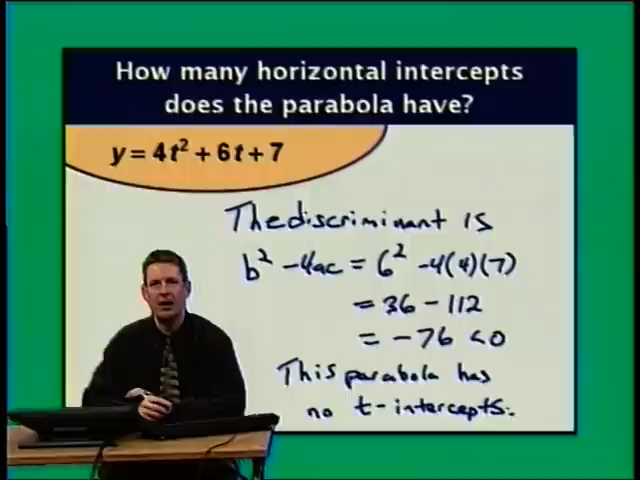 How many horizontal intercepts
does the parabola have?
y = 4t² + 6t + 7
The discriminant is
b² - 4ac = 6² - 4(4)(7)
= 36 - 112
= -76 < 0
This parabola has
no t-intercepts.